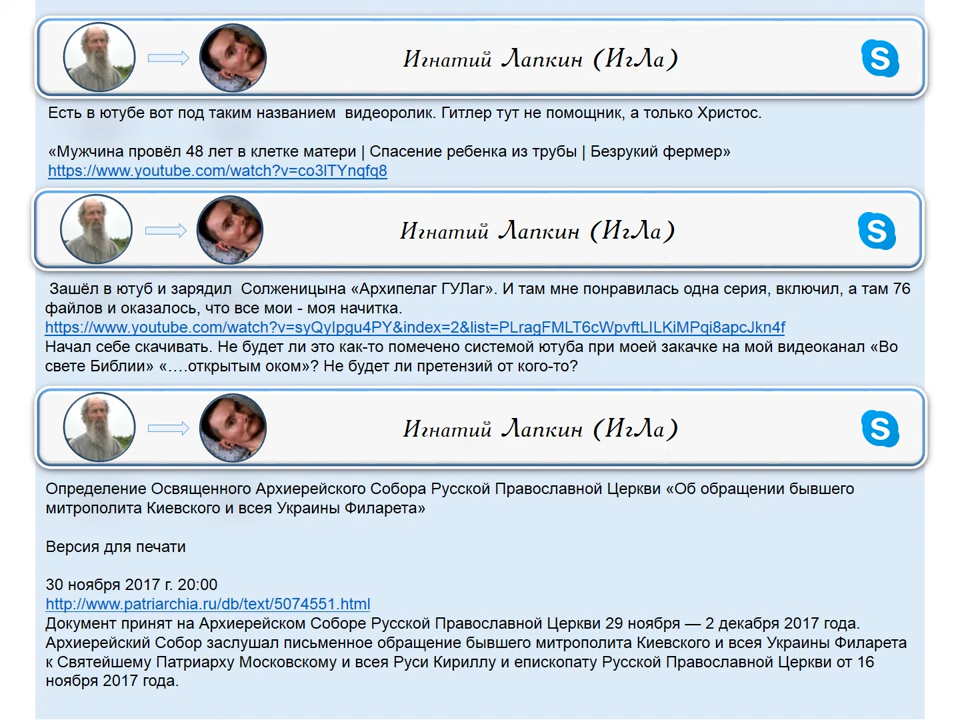 Игнатий Лапкин (ИгЛа)
S
Есть в ютубе вот под таким названием видеоролик. Гитлер тут не помощник, а только Христос.
«Мужчина провёл 48 лет в клетке матери | Спасение ребенка из трубы | Безрукий фермер»
https://www.youtube.com/watch?v=co3lTYnqfq8
Игнатий Лапкин (ИгЛа)
S
Зашёл в ютуб и зарядил Солженицына «Архипелаг ГУЛаг». И там мне понравилась одна серия, включил, а там 76
файлов и оказалось, что все мои - моя начитка.
https://www.youtube.com/watch?v=syQyIpgu4PY&index=2&list=PLragFMLT6cWpvftLILKiMPqi8apcJkn4f
Начал себе скачивать. Не будет ли это как-то помечено системой ютуба при моей закачке на мой видеоканал «Во
свете Библии» «….открытым оком»? Не будет ли претензий от кого-то?
Игнатий Лапкин (ИгЛа)
S
Определение Освященного Архиерейского Собора Русской Православной Церкви «Об обращении бывшего
митрополита Киевского и всея Украины Филарета»
Версия для печати
30 ноября 2017 г. 20:00
http://www.patriarchia.ru/db/text/5074551.html
Документ принят на Архиерейском Соборе Русской Православной Церкви 29 ноября — 2 декабря 2017 года.
Архиерейский Собор заслушал письменное обращение бывшего митрополита Киевского и всея Украины Филарета
к Святейшему Патриарху Московскому и всея Руси Кириллу и епископату Русской Православной Церкви от 16
ноября 2017 года.